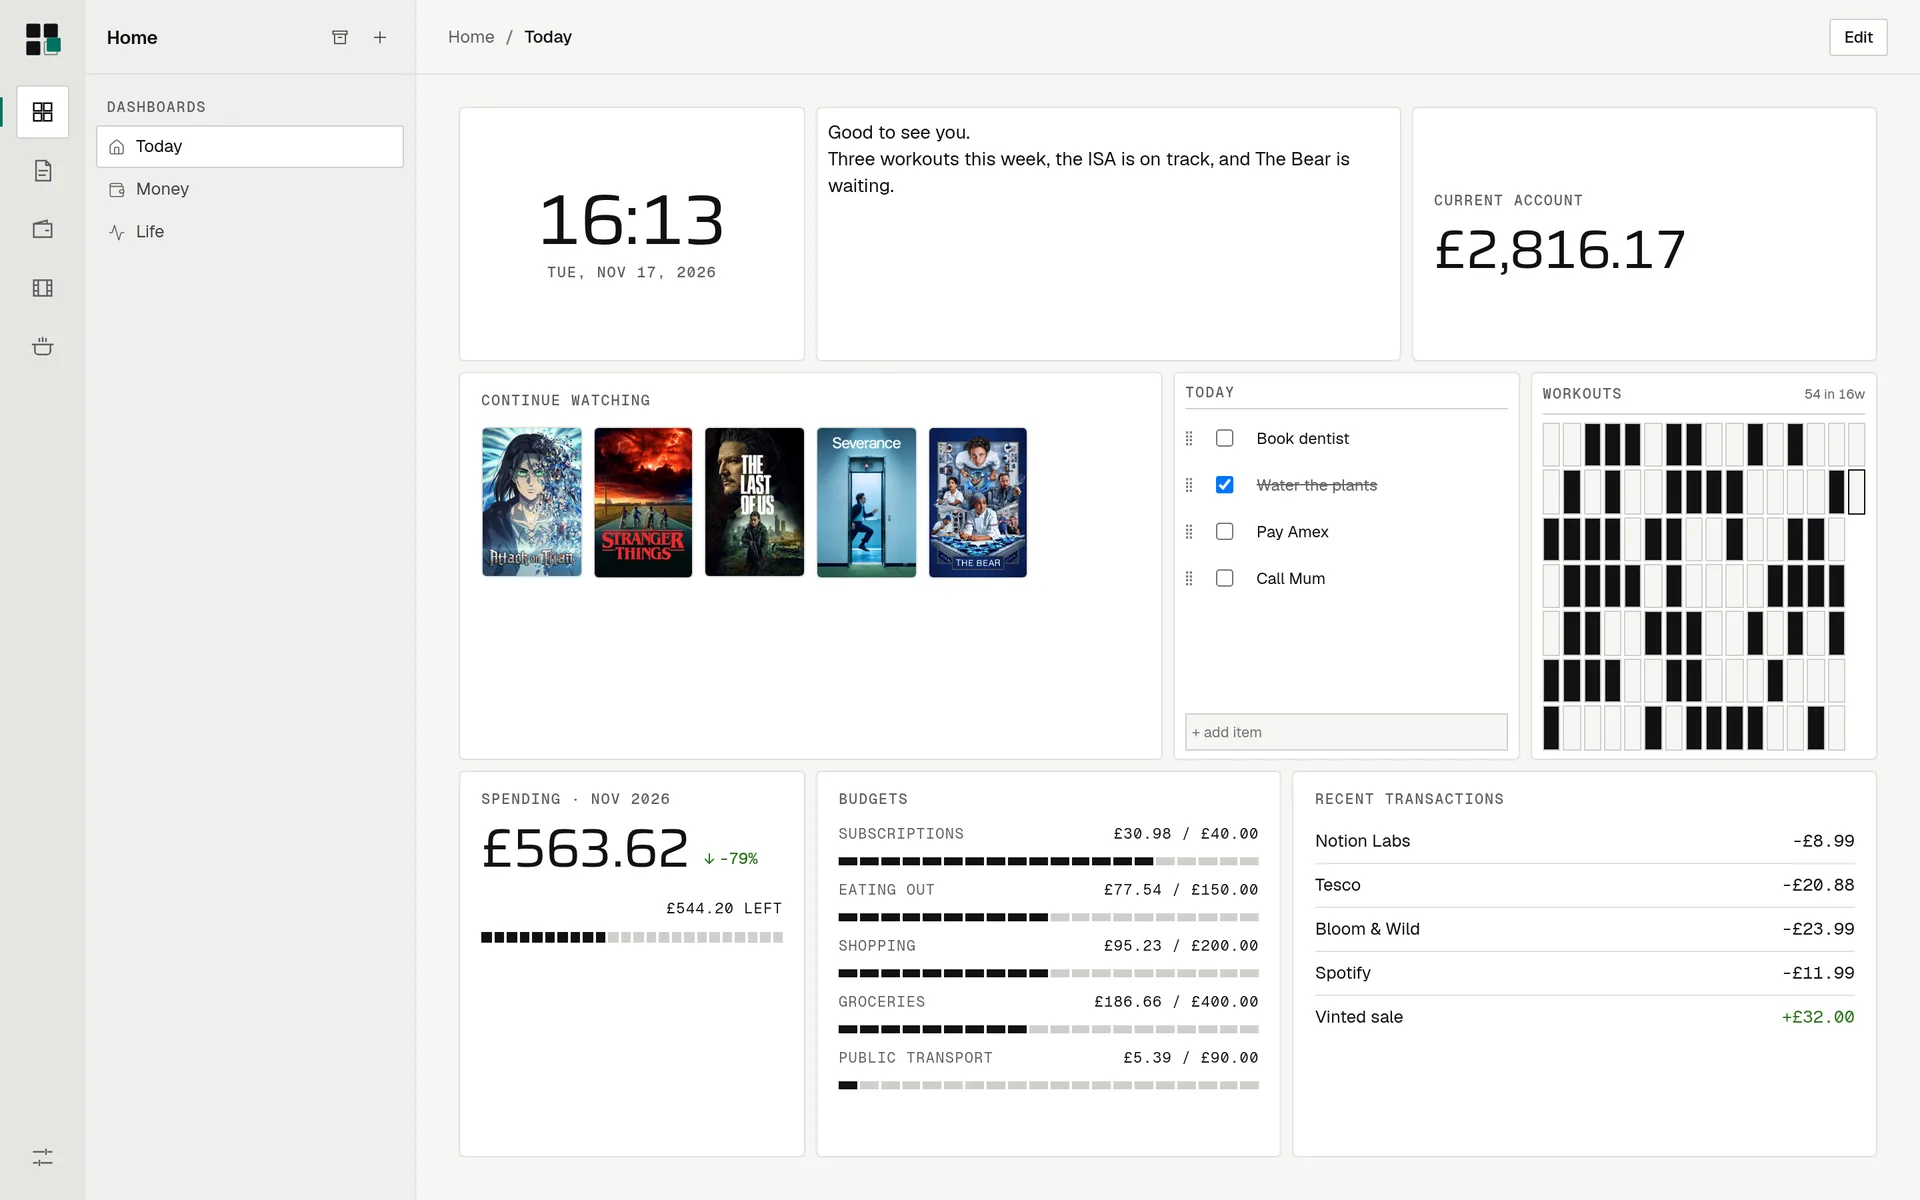 Home
Home / Today
Edit
DASHBOARDS
Today
Money
Life
16:13
TUE, NOV 17, 2026
Good to see you.
Three workouts this week, the ISA is on track, and The Bear is
waiting.
CURRENT ACCOUNT
£2,816.17
CONTINUE WATCHING
Attack on Titan
STRANGER
THINGS
THE
LAST
OF US
Severance
THE BEAR
TODAY
Book dentist
Water the plants
Pay Amex
Call Mum
+ add item
WORKOUTS
54 in 16w
SPENDING · NOV 2026
£563.62 ↓ -79%
£544.20 LEFT
BUDGETS
SUBSCRIPTIONS £30.98 / £40.00
EATING OUT £77.54 / £150.00
SHOPPING £95.23 / £200.00
GROCERIES £186.66 / £400.00
PUBLIC TRANSPORT £5.39 / £90.00
RECENT TRANSACTIONS
Notion Labs -£8.99
Tesco -£20.88
Bloom & Wild -£23.99
Spotify -£11.99
Vinted sale +£32.00